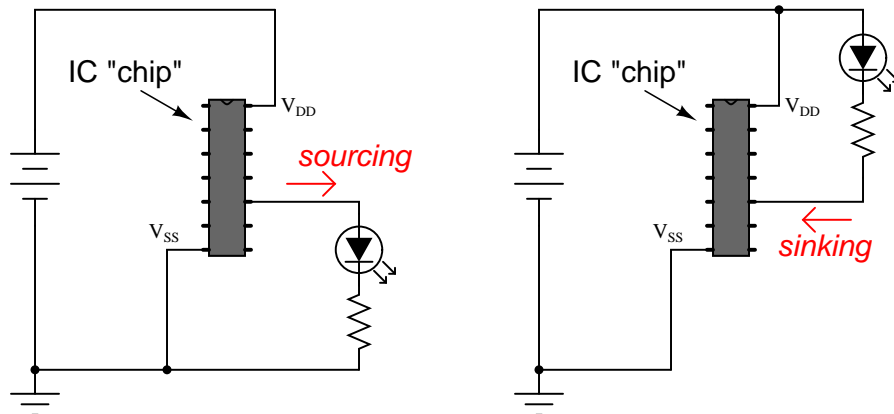 IC "chip"
VDD
sourcing
VSS
IC "chip"
VDD
VSS
sinking